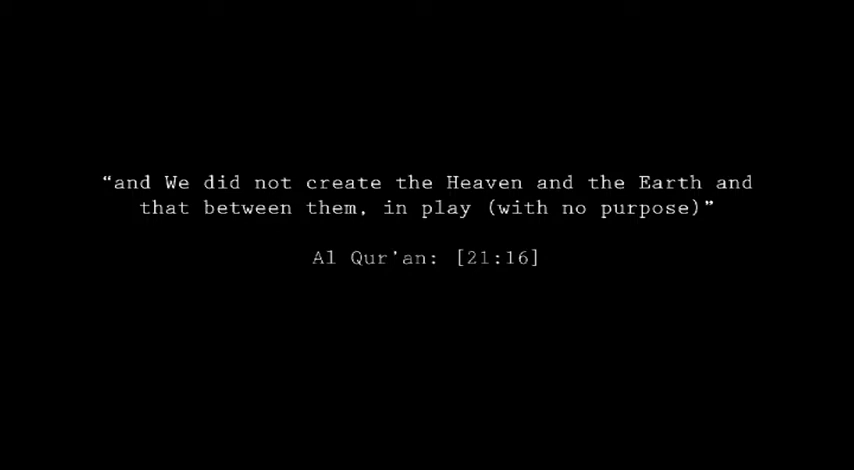 “and We did not create the Heaven and the Earth and
that between them, in play (with no purpose)”
Al Qur’an: [21:16]